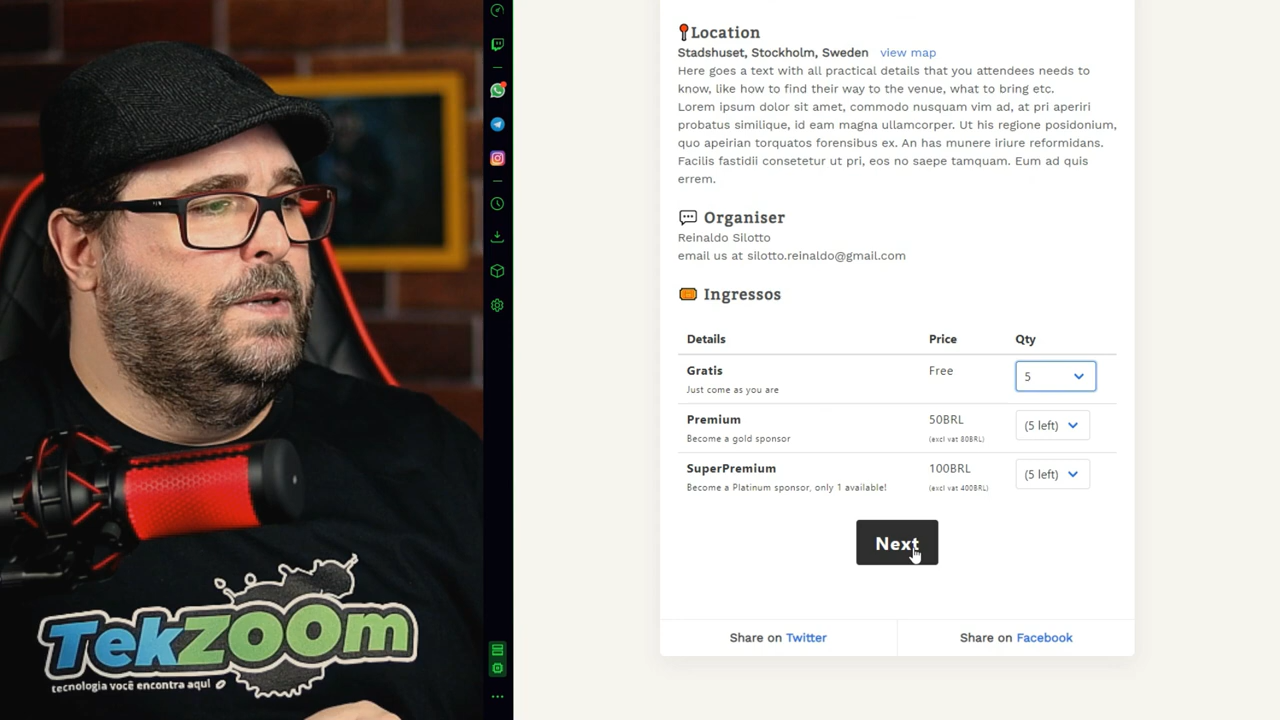 Location
Stadshuset, Stockholm, Sweden view map
Here goes a text with all practical details that you attendees needs to
know, like how to find their way to the venue, what to bring etc.
Lorem ipsum dolor sit amet, commodo nusquam vim ad, at pri aperiri
probatus similique, id eam magna ullamcorper. Ut his regione posidonium,
quo apeirian torquatos forensibus ex. An has munere iriure reformidans.
Facilis fastidii consetetur ut pri, eos no saepe tamquam. Eum ad quis
errem.
Organiser
Reinaldo Silotto
email us at silotto.reinaldo@gmail.com
Ingressos
Details Price Qty
Gratis Free 5
Just come as you are
Premium 50BRL (5 left)
Become a gold sponsor (excl vat 80BRL)
SuperPremium 100BRL (5 left)
Become a Platinum sponsor, only 1 available! (excl vat 400BRL)
Next
Share on Twitter Share on Facebook
TekZOOm
tecnologia você encontra aqui